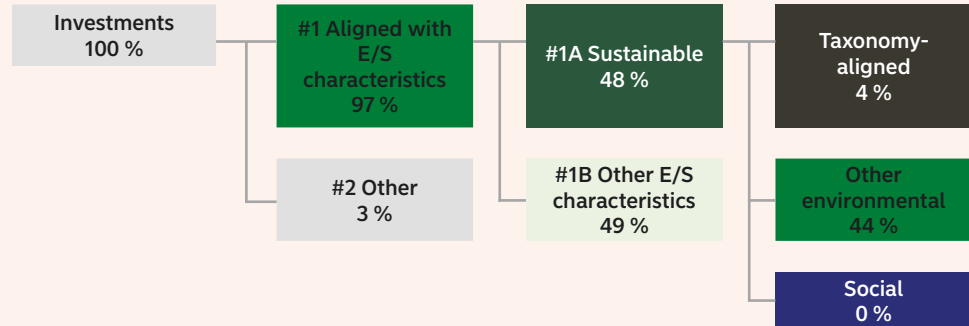 Investments
100 %
#1 Aligned with
E/S
characteristics
97 %
#2 Other
3 %
#1A Sustainable
48 %
#1B Other E/S
characteristics
49 %
Taxonomy-
aligned
4 %
Other
environmental
44 %
Social
0 %